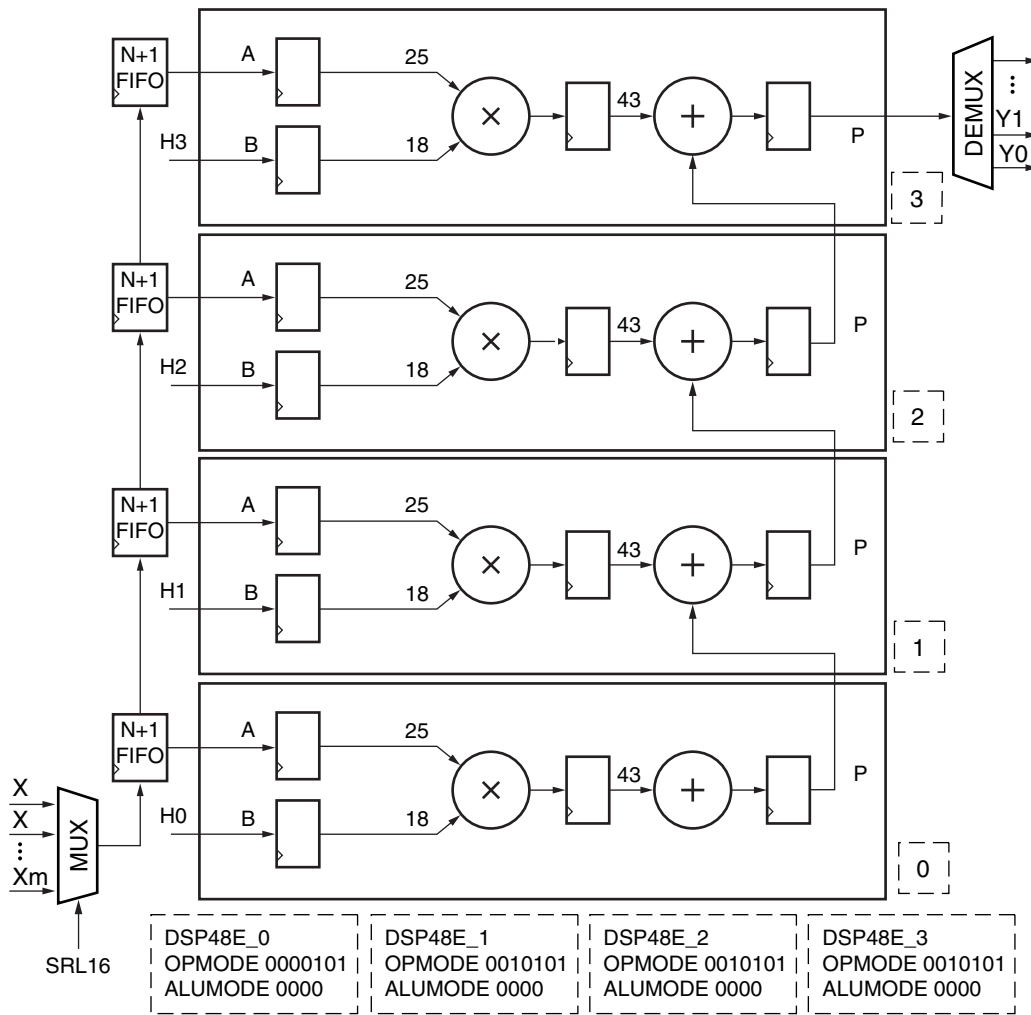 N+1
FIFO
A
25
H3
B
18
×
43
+
P
DEMUX
...
Y1
Y0
3
N+1
FIFO
A
25
H2
B
18
×
43
+
P
2
N+1
FIFO
A
25
H1
B
18
×
43
+
P
1
N+1
FIFO
A
25
H0
B
18
×
43
+
P
0
X
X
...
Xm
MUX
SRL16
DSP48E_0
OPMODE 0000101
ALUMODE 0000
DSP48E_1
OPMODE 0010101
ALUMODE 0000
DSP48E_2
OPMODE 0010101
ALUMODE 0000
DSP48E_3
OPMODE 0010101
ALUMODE 0000